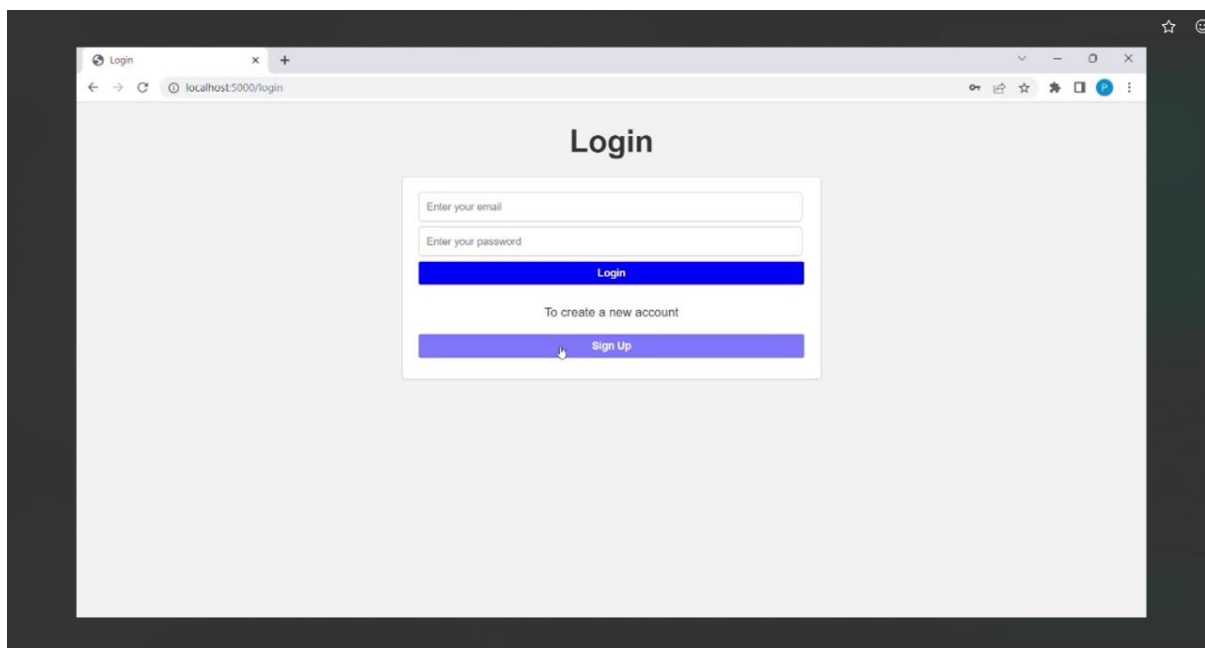 Login
localhost:5000/login
P
Login
Enter your email
Enter your password
Login
To create a new account
Sign Up